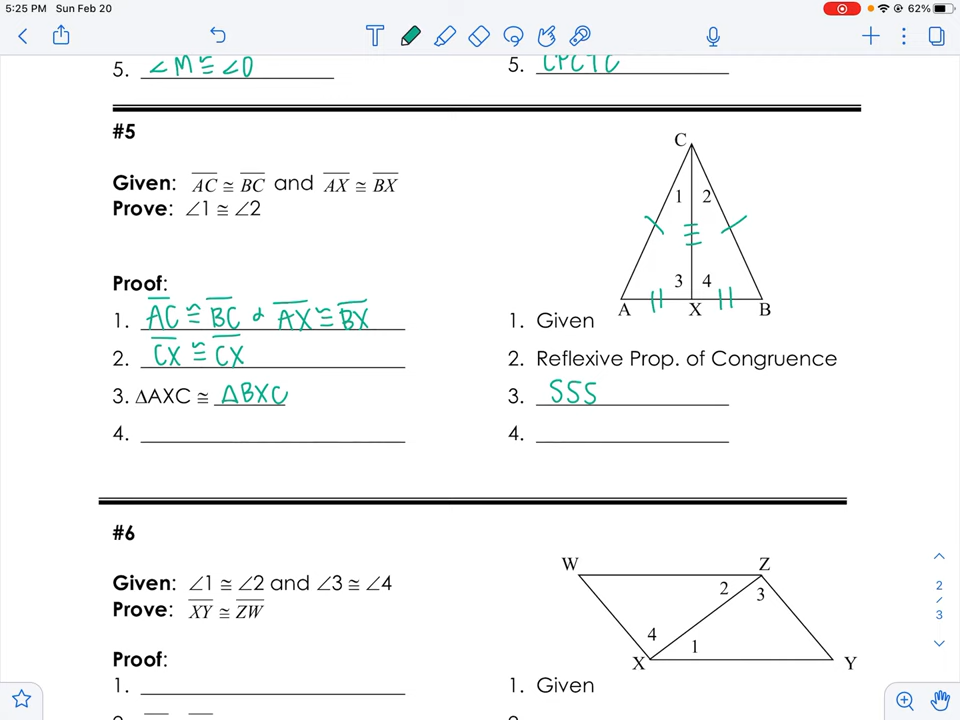 5:25 PM Sun Feb 20 62%
5. ∠M ≅ ∠O 5. CPCTC
#5
Given: AC ≅ BC and AX ≅ BX
Prove: ∠1 ≅ ∠2
C
1 2
3 4
A X B
Proof:
1. AC ≅ BC & AX ≅ BX 1. Given
2. CX ≅ CX 2. Reflexive Prop. of Congruence
3. ΔAXC ≅ ΔBXC 3. SSS
4. 4.
#6
Given: ∠1 ≅ ∠2 and ∠3 ≅ ∠4
Prove: XY ≅ ZW
W Z
2 3
4 1
X Y
Proof:
1. 1. Given
2
/
3